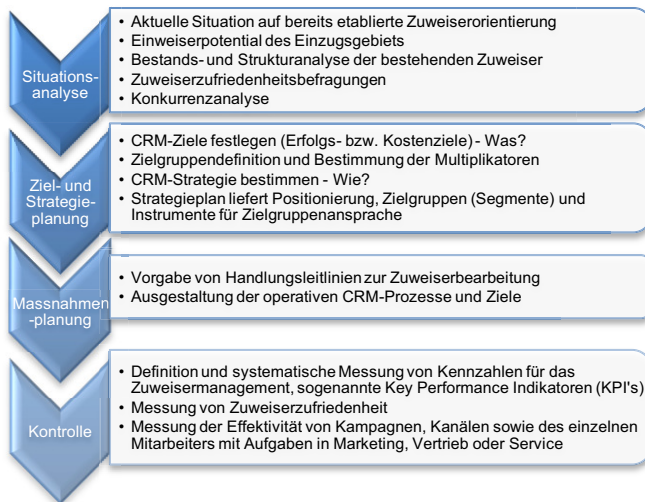 Situations-
analyse
• Aktuelle Situation auf bereits etablierte Zuweiserorientierung
• Einweiserpotential des Einzugsgebiets
• Bestands- und Strukturanalyse der bestehenden Zuweiser
• Zuweiserzufriedenheitsbefragungen
• Konkurrenzanalyse
Ziel- und
Strategie-
planung
• CRM-Ziele festlegen (Erfolgs- bzw. Kostenziele) - Was?
• Zielgruppendefinition und Bestimmung der Multiplikatoren
• CRM-Strategie bestimmen - Wie?
• Strategieplan liefert Positionierung, Zielgruppen (Segmente) und
Instrumente für Zielgruppenansprache
Massnahmen
-planung
• Vorgabe von Handlungsleitlinien zur Zuweiserbearbeitung
• Ausgestaltung der operativen CRM-Prozesse und Ziele
Kontrolle
• Definition und systematische Messung von Kennzahlen für das
Zuweisermanagement, sogenannte Key Performance Indikatoren (KPI's)
• Messung von Zuweiserzufriedenheit
• Messung der Effektivität von Kampagnen, Kanälen sowie des einzelnen
Mitarbeiters mit Aufgaben in Marketing, Vertrieb oder Service